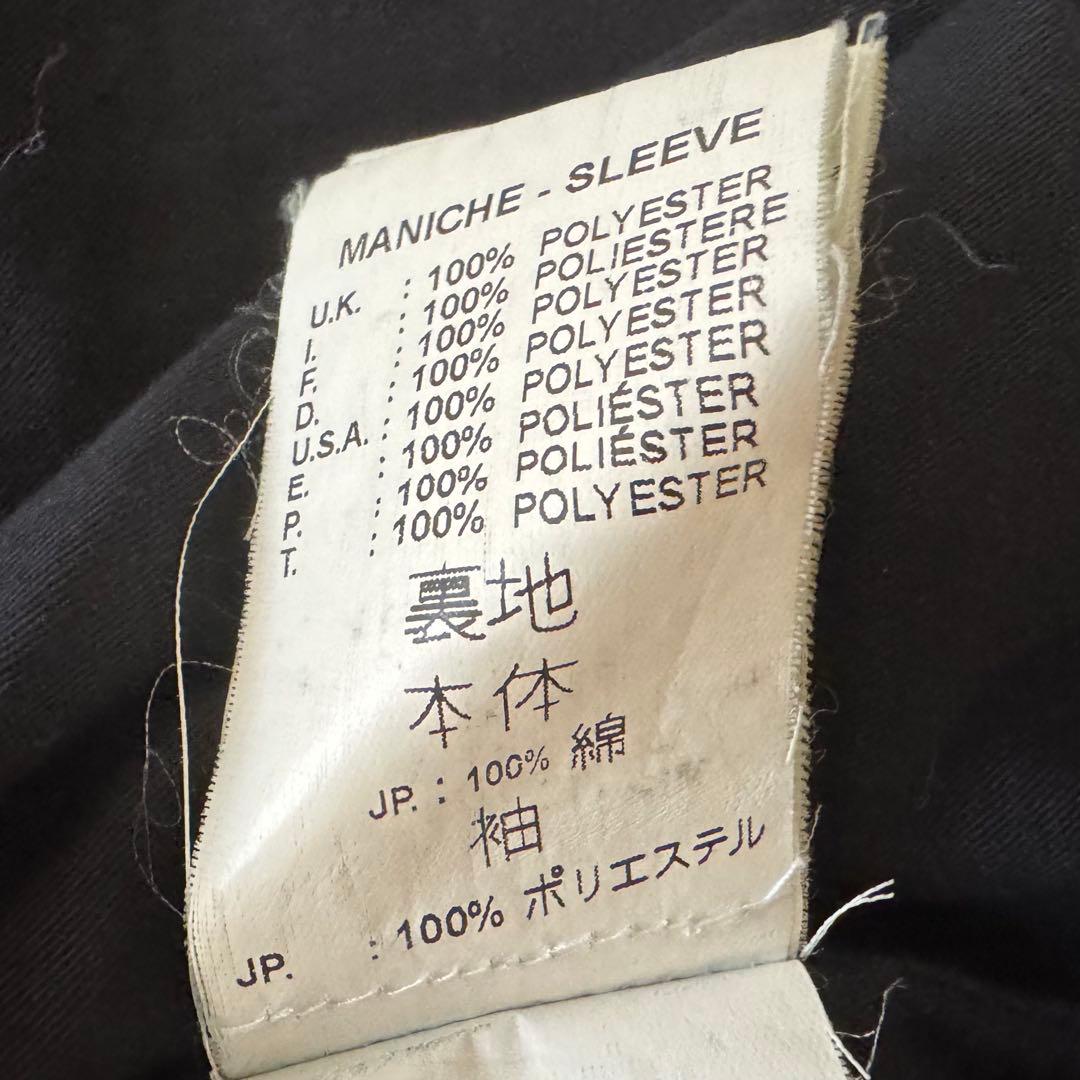 MANICHE - SLEEVE
U.K. : 100% POLYESTER
I. : 100% POLIESTERE
F. : 100% POLYESTER
D. : 100% POLYESTER
U.S.A. : 100% POLYESTER
E. : 100% POLIÉSTER
P. : 100% POLIÉSTER
T. : 100% POLYESTER
裏地
本体
JP. : 100% 綿
袖
JP. : 100% ポリエステル